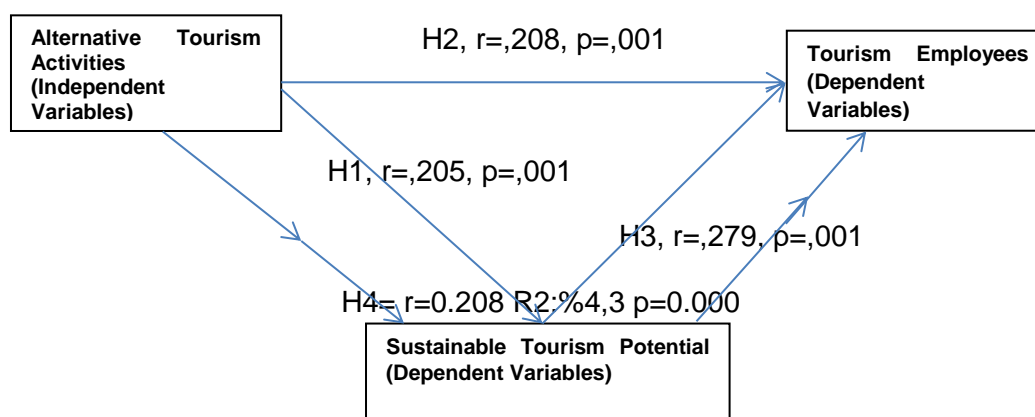 Alternative Tourism
Activities
(Independent
Variables)
H2, r=,208, p=,001
Tourism Employees
(Dependent
Variables)
H1, r=,205, p=,001
H3, r=,279, p=,001
H4= r=0.208 R2:%4,3 p=0.000
Sustainable Tourism Potential
(Dependent Variables)